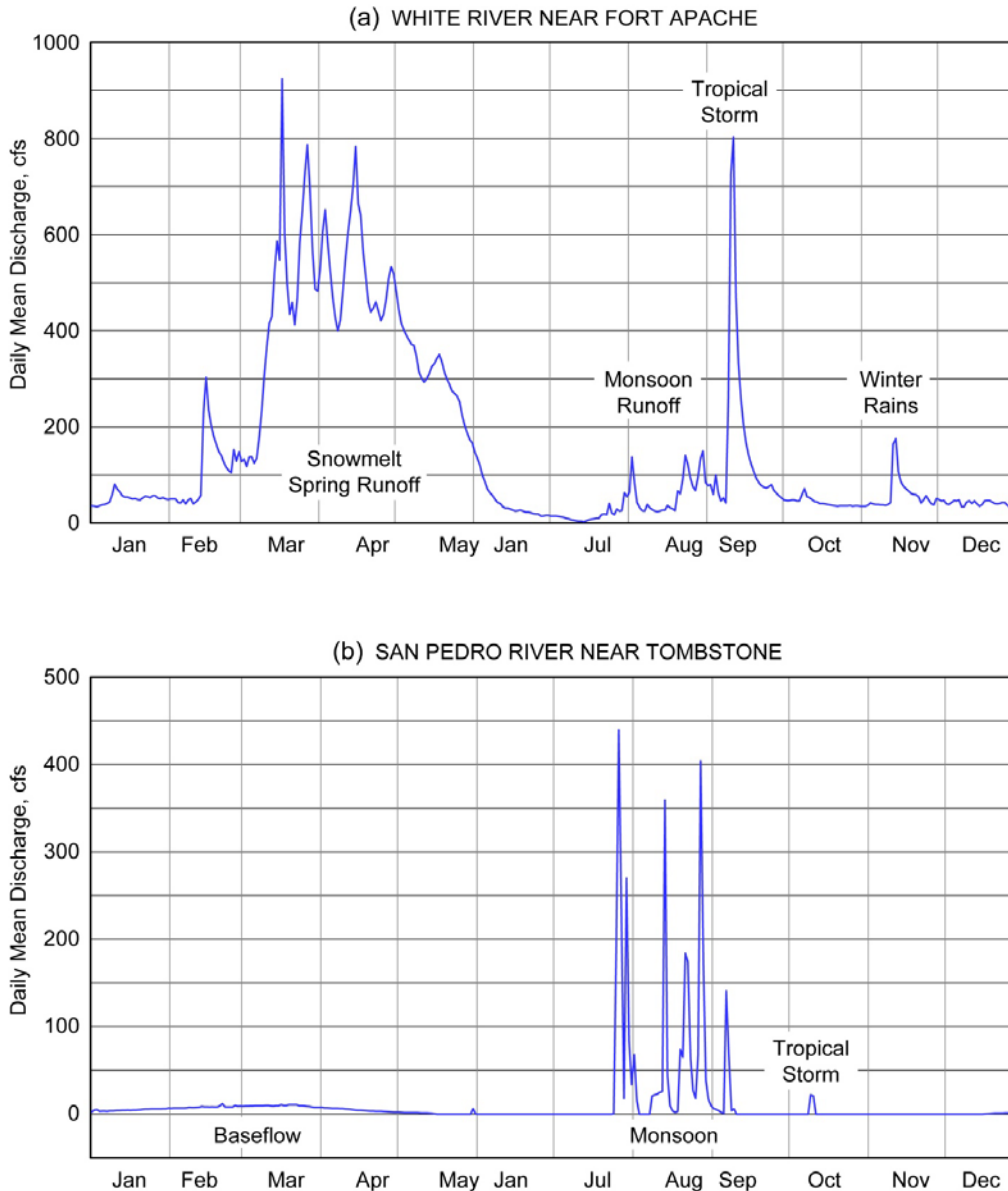 (a) WHITE RIVER NEAR FORT APACHE
1000
800
600
400
200
0
Daily Mean Discharge, cfs
Tropical
Storm
Monsoon
Runoff
Winter
Rains
Snowmelt
Spring Runoff
Jan Feb Mar Apr May Jan Jul Aug Sep Oct Nov Dec
(b) SAN PEDRO RIVER NEAR TOMBSTONE
500
400
300
200
100
0
Daily Mean Discharge, cfs
Tropical
Storm
Baseflow Monsoon
Jan Feb Mar Apr May Jan Jul Aug Sep Oct Nov Dec